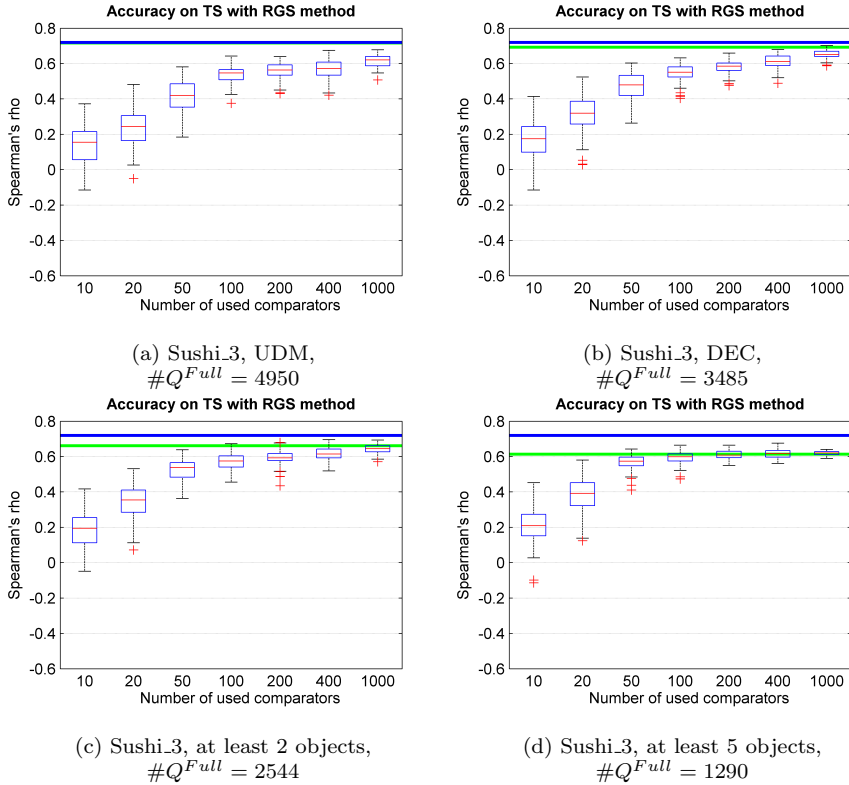 Accuracy on TS with RGS method
0.8
0.6
0.4
0.2
0
-0.2
-0.4
-0.6
Spearman's rho
10 20 50 100 200 400 1000
Number of used comparators
(a) Sushi_3, UDM,
#Q^{Full} = 4950
Accuracy on TS with RGS method
0.8
0.6
0.4
0.2
0
-0.2
-0.4
-0.6
Spearman's rho
10 20 50 100 200 400 1000
Number of used comparators
(b) Sushi_3, DEC,
#Q^{Full} = 3485
Accuracy on TS with RGS method
0.8
0.6
0.4
0.2
0
-0.2
-0.4
-0.6
Spearman's rho
10 20 50 100 200 400 1000
Number of used comparators
(c) Sushi_3, at least 2 objects,
#Q^{Full} = 2544
Accuracy on TS with RGS method
0.8
0.6
0.4
0.2
0
-0.2
-0.4
-0.6
Spearman's rho
10 20 50 100 200 400 1000
Number of used comparators
(d) Sushi_3, at least 5 objects,
#Q^{Full} = 1290